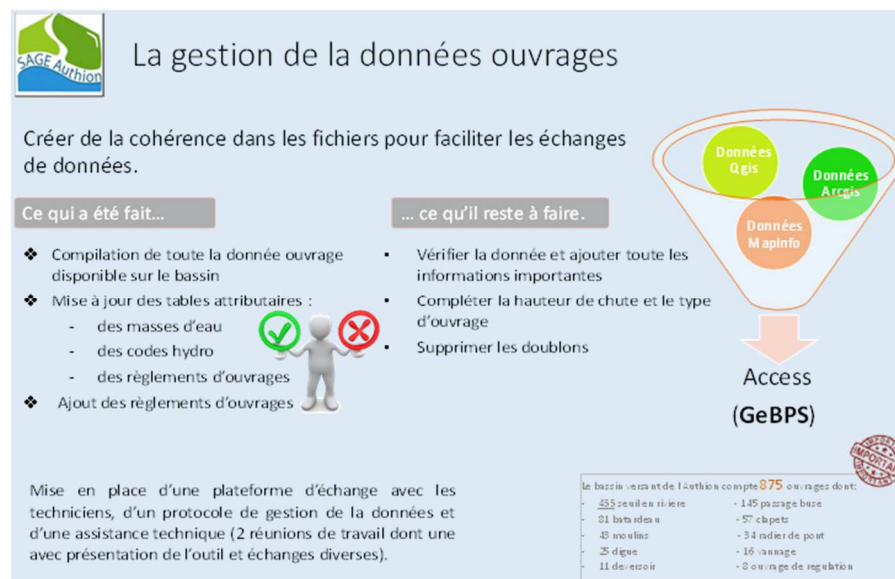 SAGE Authion
La gestion de la données ouvrages
Créer de la cohérence dans les fichiers pour faciliter les échanges
de données.
Ce qui a été fait...
❖ Compilation de toute la donnée ouvrage
disponible sur le bassin
❖ Mise à jour des tables attributaires :
- des masses d'eau
- des codes hydro
- des règlements d'ouvrages
❖ Ajout des règlements d'ouvrages
... ce qu'il reste à faire.
▪ Vérifier la donnée et ajouter toute les
informations importantes
▪ Compléter la hauteur de chute et le type
d'ouvrage
▪ Supprimer les doublons
Données
Qgis
Données
Arcgis
Données
MapInfo
Access
(GeBPS)
Mise en place d'une plateforme d'échange avec les
techniciens, d'un protocole de gestion de la données et
d'une assistance technique (2 réunions de travail dont une
avec présentation de l'outil et échanges diverses).
IMPORTANT
Le bassin versant de l'Authion compte 875 ouvrages dont:
- 455 seuil en riviere
- 81 batardeau
- 43 moulins
- 25 digue
- 11 deversoir
- 145 passage buse
- 57 clapets
- 34 radier de pont
- 16 vannage
- 8 ouvrage de regulation